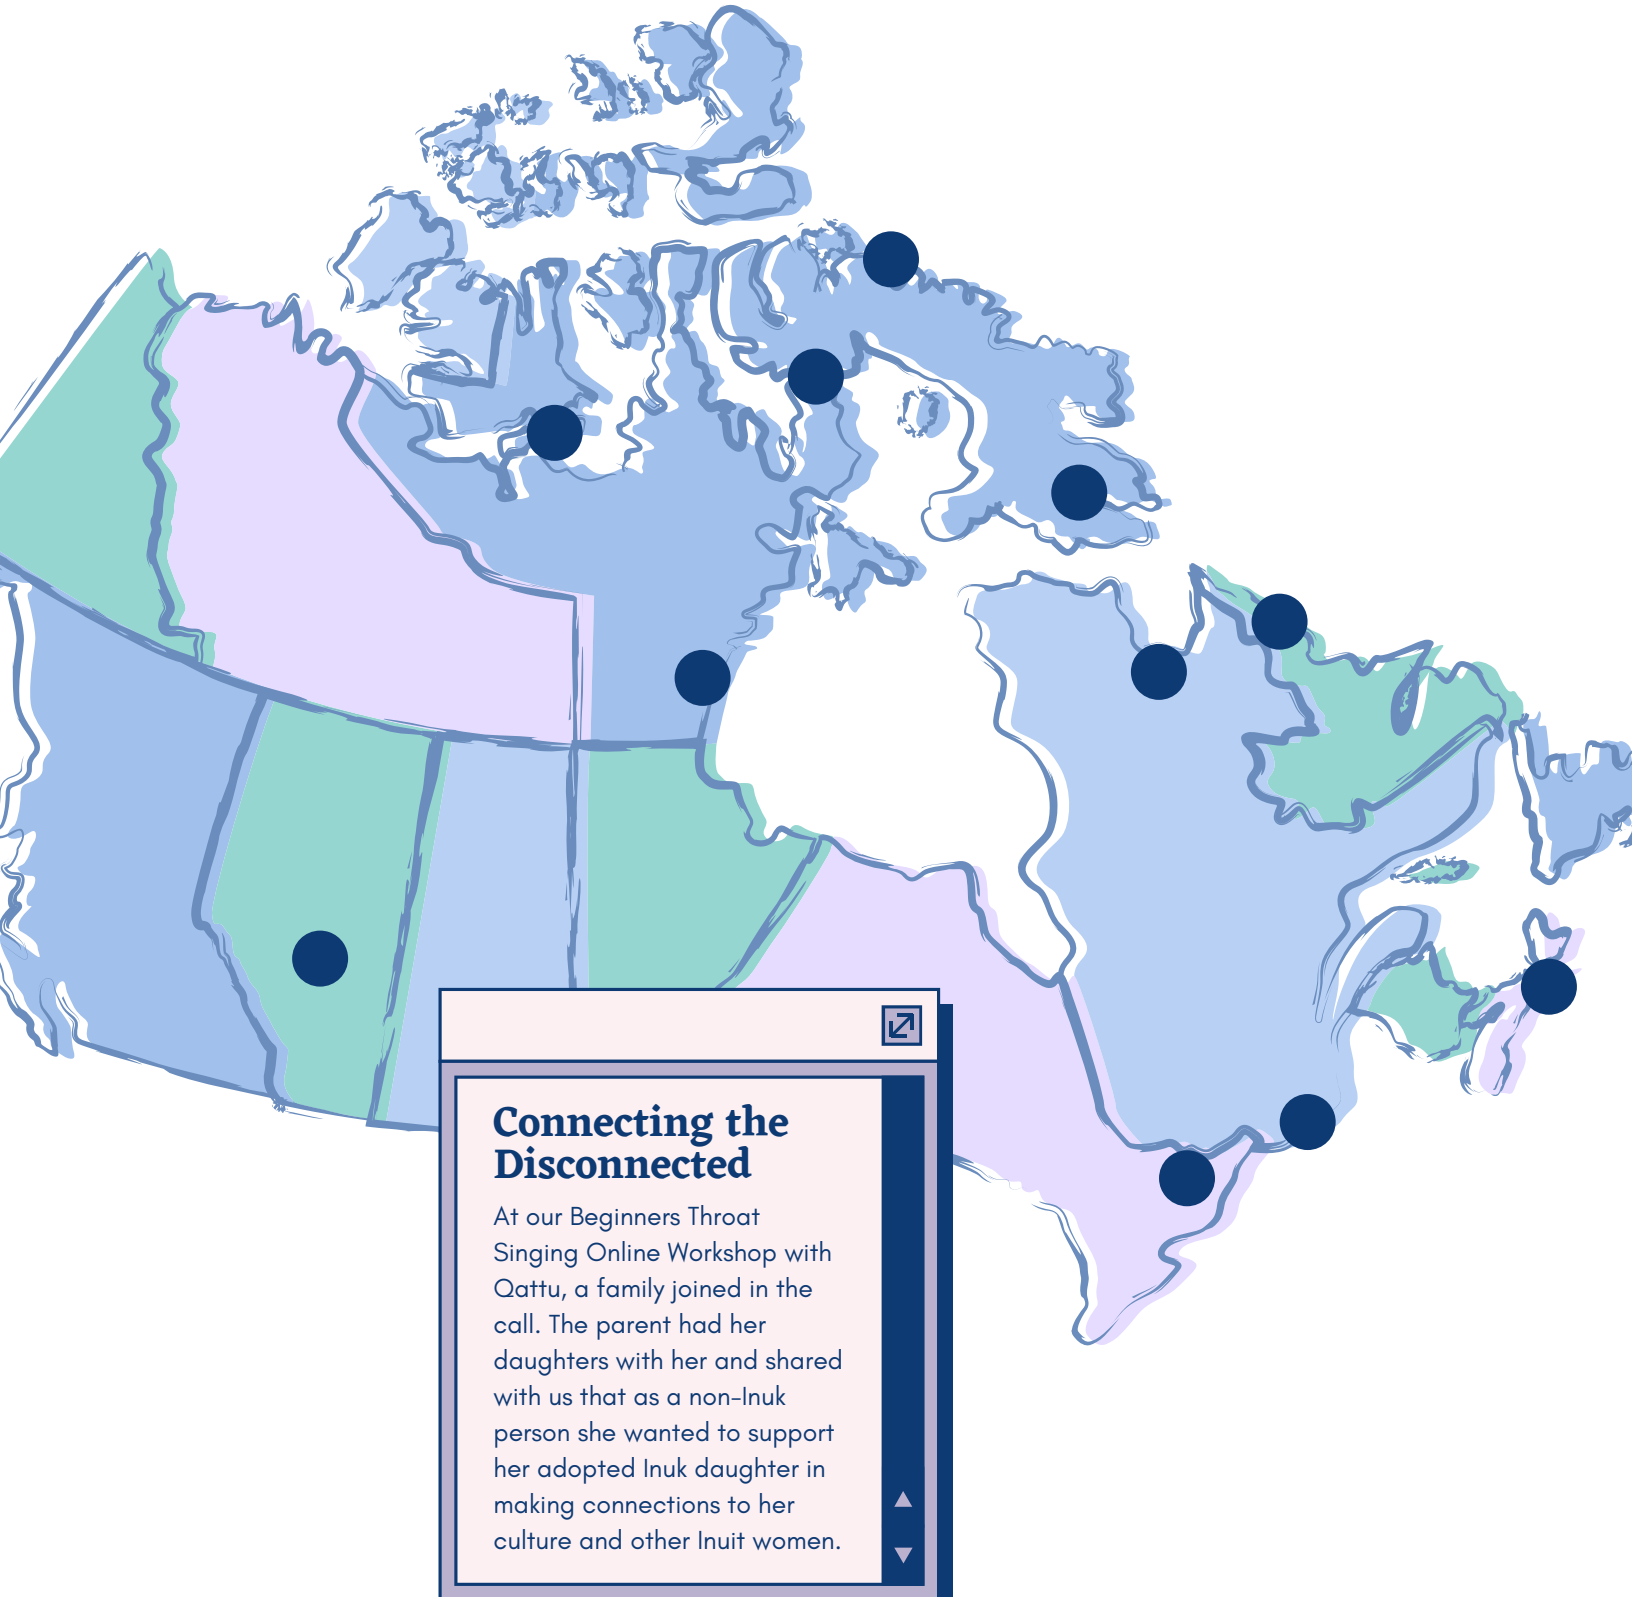 Connecting the
Disconnected
At our Beginners Throat
Singing Online Workshop with
Qattu, a family joined in the
call. The parent had her
daughters with her and shared
with us that as a non-Inuk
person she wanted to support
her adopted Inuk daughter in
making connections to her
culture and other Inuit women.